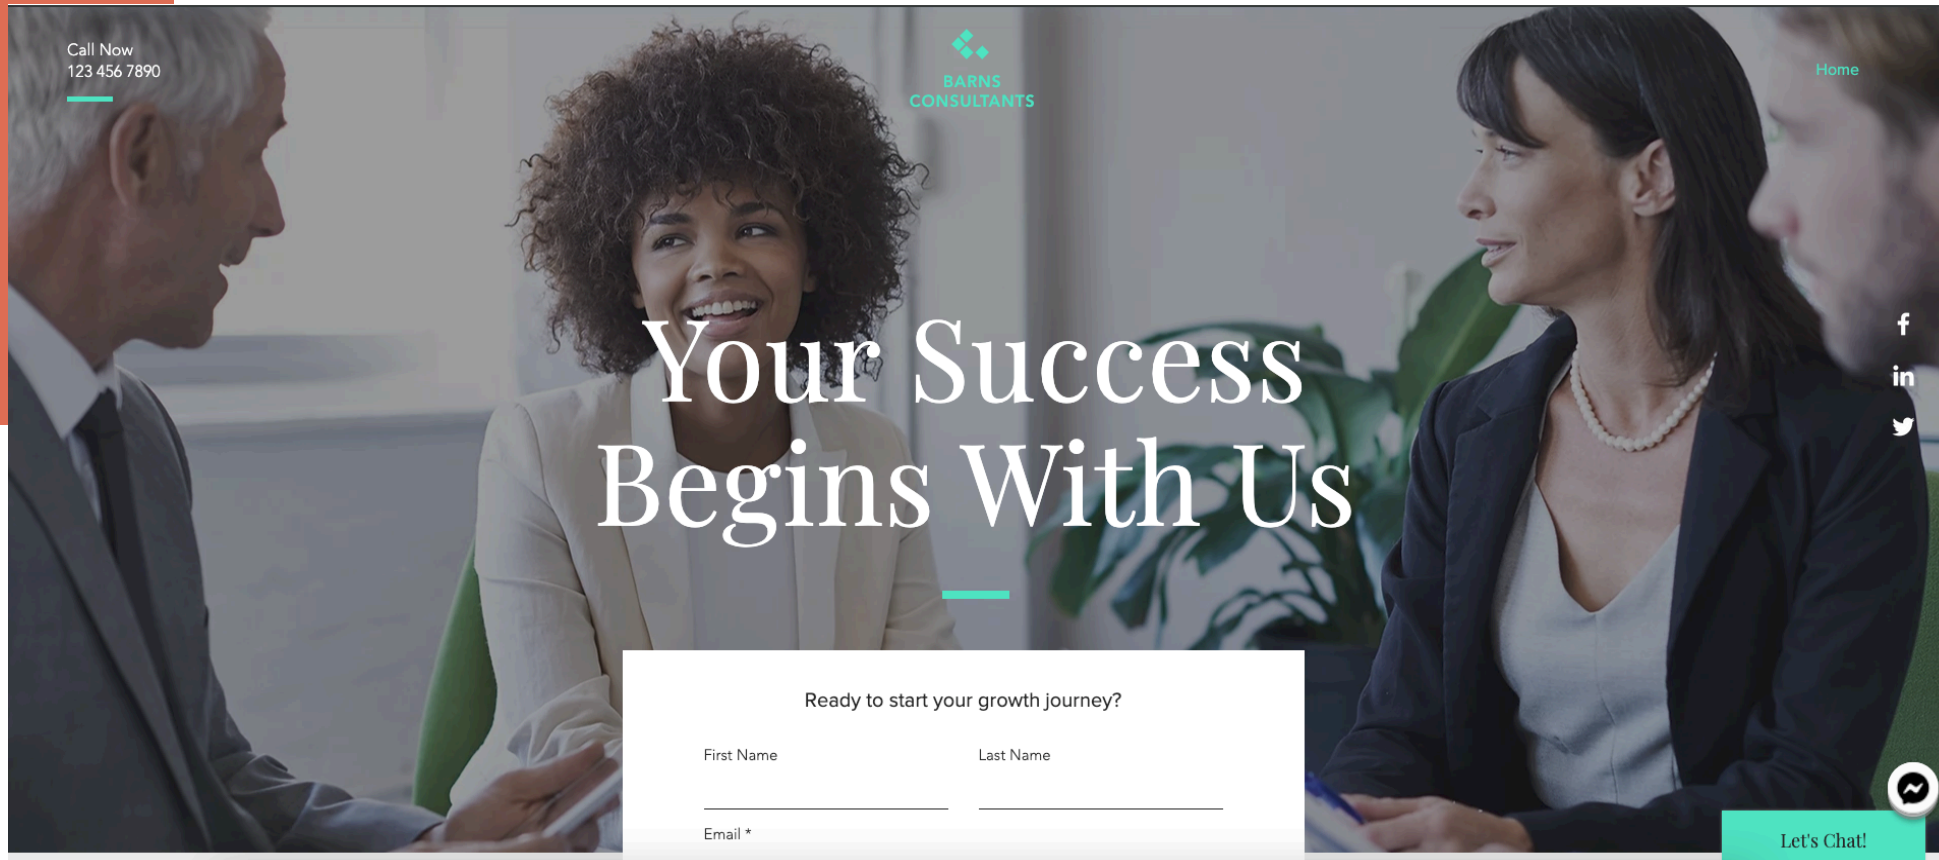 Call Now
123 456 7890
BARNS
CONSULTANTS
Home
Your Success
Begins With Us
Ready to start your growth journey?
First Name
Last Name
Email *
Let's Chat!